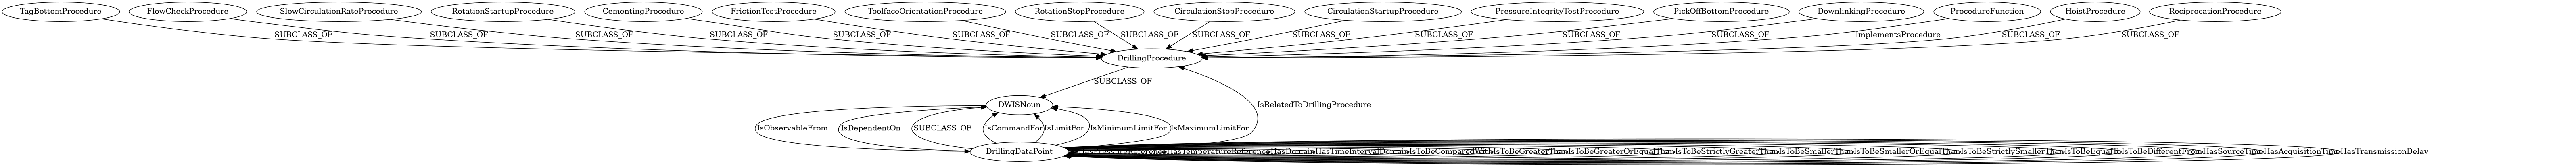 TagBottomProcedure
FlowCheckProcedure
SlowCirculationRateProcedure
RotationStartupProcedure
CementingProcedure
FrictionTestProcedure
ToolfaceOrientationProcedure
RotationStopProcedure
CirculationStopProcedure
CirculationStartupProcedure
PressureIntegrityTestProcedure
PickOffBottomProcedure
DownlinkingProcedure
ProcedureFunction
HoistProcedure
ReciprocationProcedure
SUBCLASS_OF
SUBCLASS_OF
SUBCLASS_OF
SUBCLASS_OF
SUBCLASS_OF
SUBCLASS_OF
SUBCLASS_OF
SUBCLASS_OF
SUBCLASS_OF
SUBCLASS_OF
SUBCLASS_OF
SUBCLASS_OF
SUBCLASS_OF
ImplementsProcedure
SUBCLASS_OF
SUBCLASS_OF
DrillingProcedure
SUBCLASS_OF
DWISNoun
IsRelatedToDrillingProcedure
IsObservableFrom
IsDependentOn
SUBCLASS_OF
IsCommandFor
IsLimitFor
IsMinimumLimitFor
IsMaximumLimitFor
DrillingDataPoint
HasPressureReference
HasTemperatureReference
HasDomain
HasTimeIntervalDomain
IsToBeComparedWith
IsToBeGreaterThan
IsToBeGreaterOrEqualThan
IsToBeStrictlyGreaterThan
IsToBeSmallerThan
IsToBeSmallerOrEqualThan
IsToBeStrictlySmallerThan
IsToBeEqualTo
IsToBeDifferentFrom
HasSourceTime
HasAcquisitionTime
HasTransmissionDelay